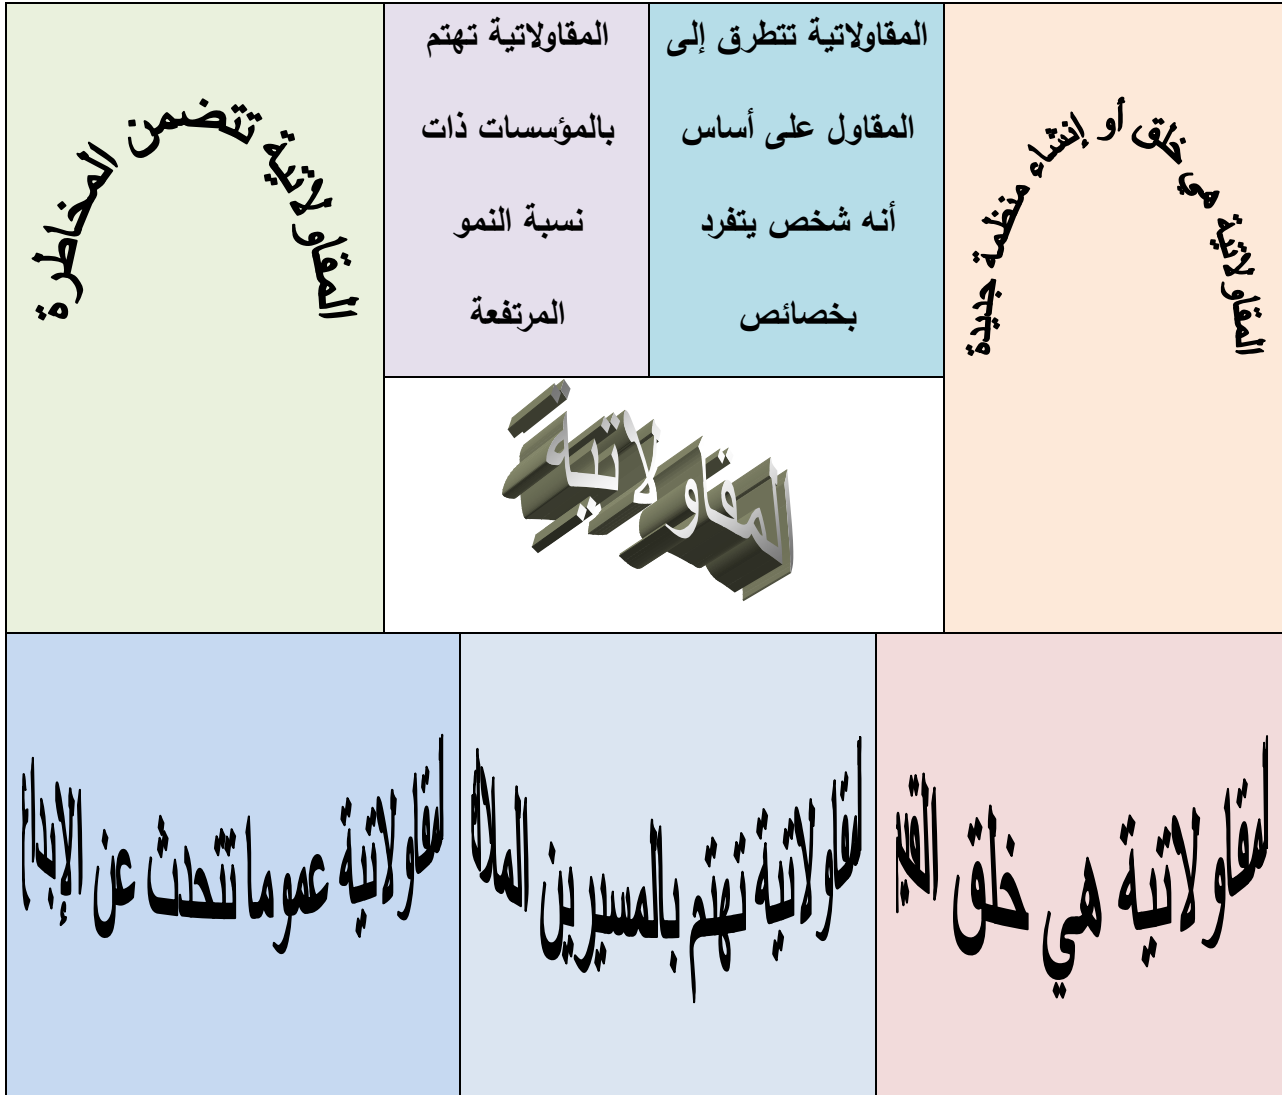 المقاولاتية هي خلق أو إنشاء منظمة جديدة
المقاولاتية تتطرق إلى
المقاول على أساس
أنه شخص يتفرد
بخصائص
المقاولاتية تهتم
بالمؤسسات ذات
نسبة النمو
المرتفعة
المقاولاتية تتضمن المخاطرة
المقاولاتية
لمقاولاتية هي خلق
لمقاولاتية تهتم بالمسيرين
لمقاولاتية عموما تتحدث عن الإبداع